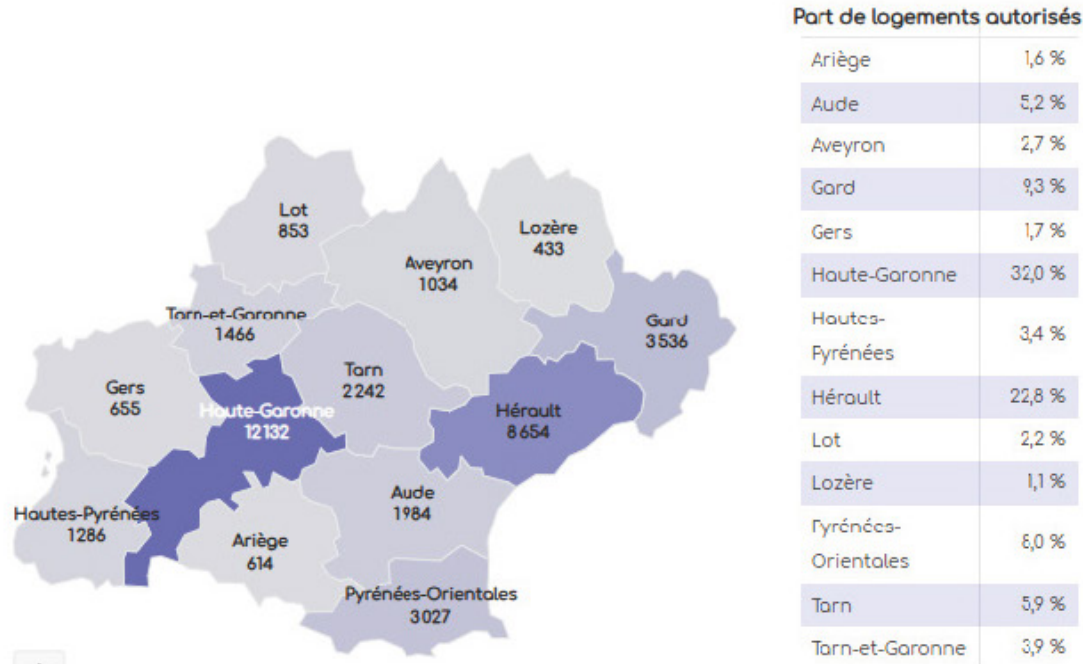 Part de logements autorisés
Ariège 1,6 %
Aude 5,2 %
Aveyron 2,7 %
Gard 9,3 %
Gers 1,7 %
Haute-Garonne 32,0 %
Hautes-
Pyrénées 3,4 %
Hérault 22,8 %
Lot 2,2 %
Lozère 1,1 %
Pyrénées-
Orientales 8,0 %
Tarn 5,9 %
Tarn-et-Garonne 3,9 %
Lot
853
Lozère
433
Aveyron
1034
Tarn-et-Garonne
1466
Gard
3536
Tarn
2242
Gers
655
Haute-Garonne
12132
Hérault
8654
Aude
1984
Hautes-Pyrénées
1286
Ariège
614
Pyrénées-Orientales
3027